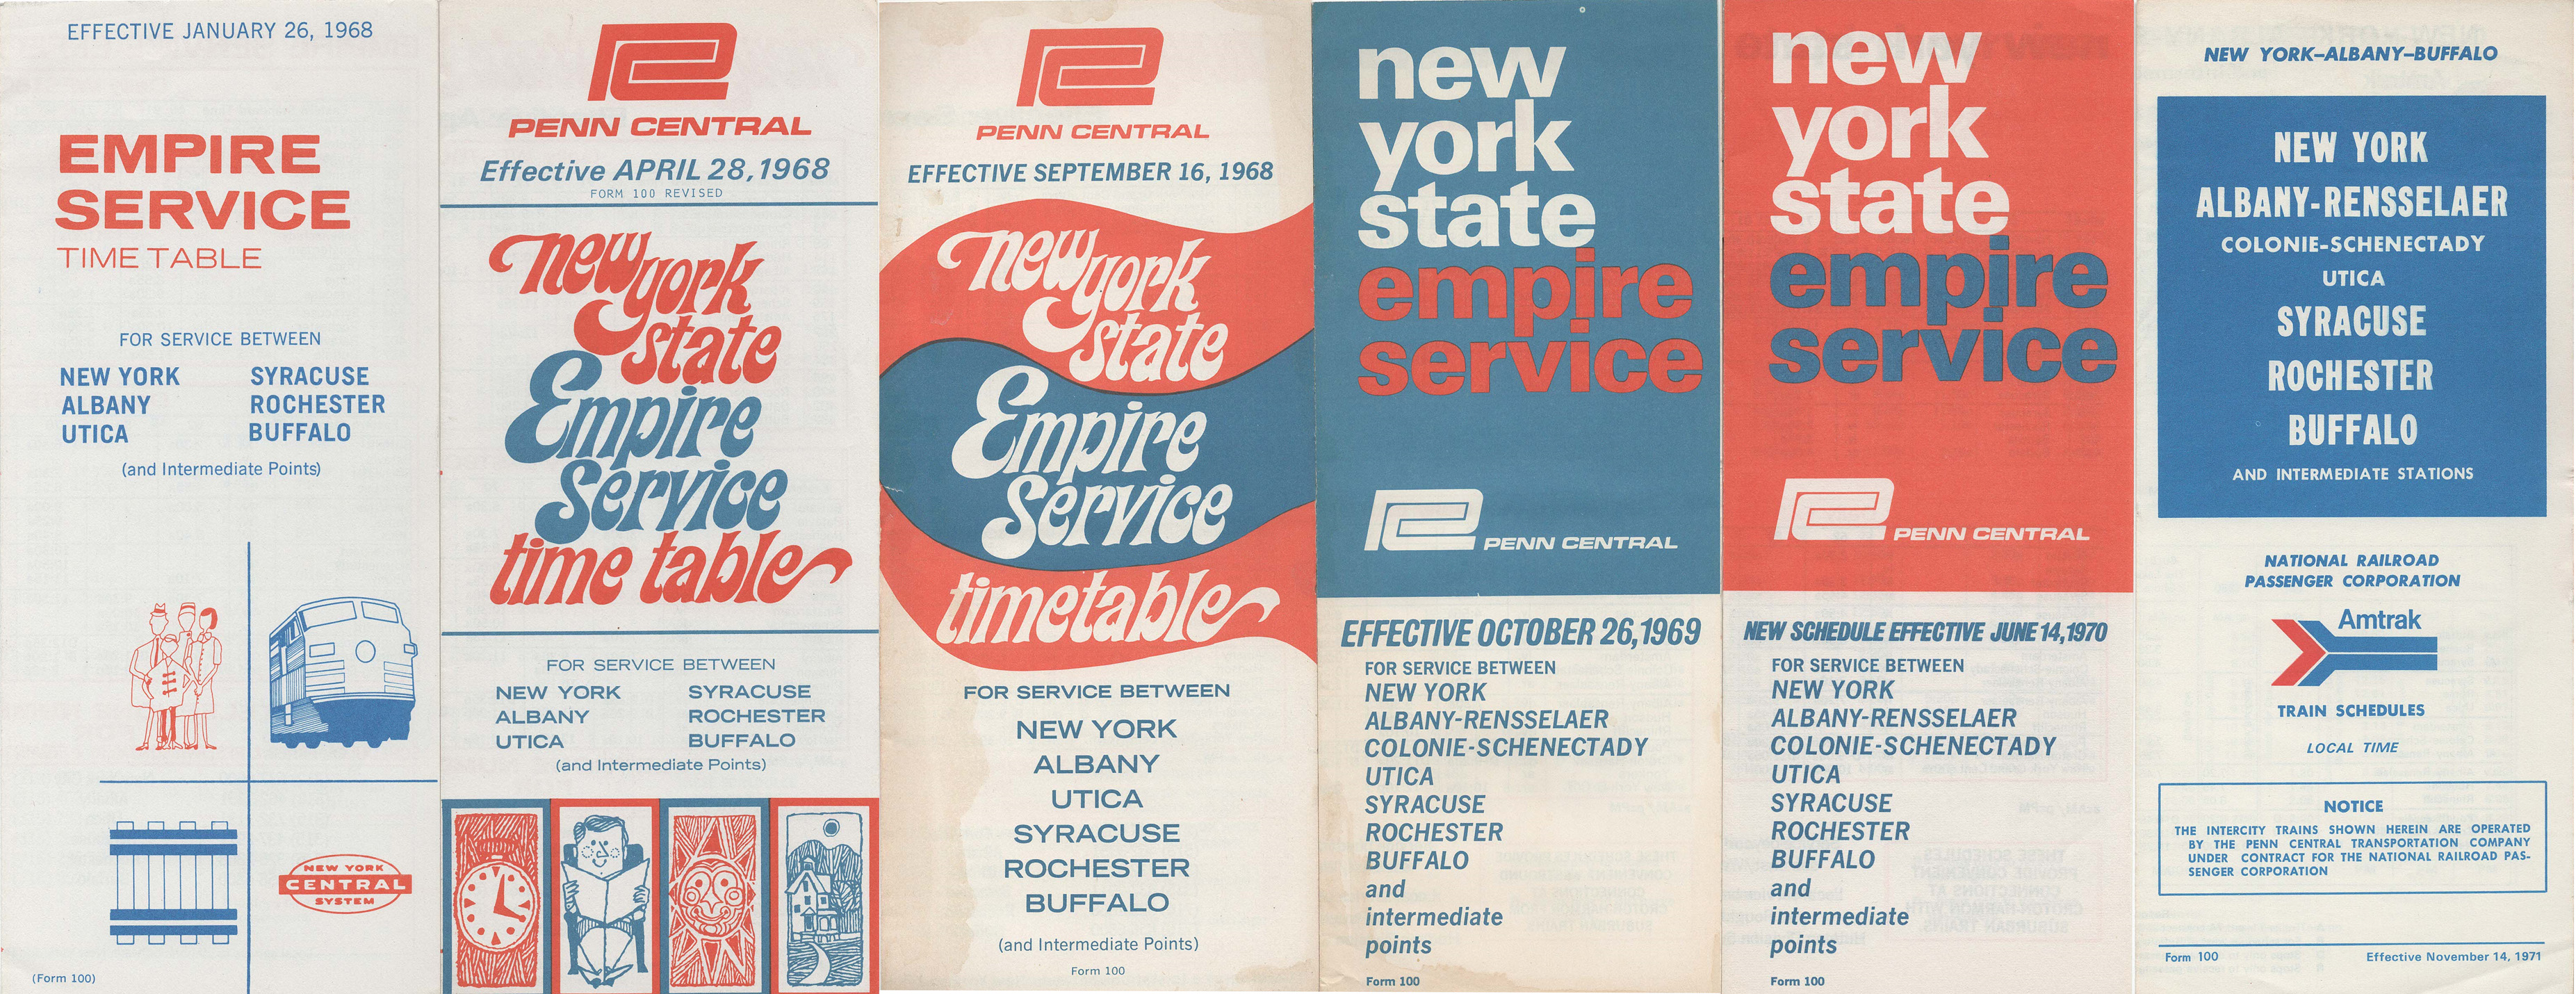 EFFECTIVE JANUARY 26, 1968
EMPIRE
SERVICE
TIME TABLE
FOR SERVICE BETWEEN
NEW YORK SYRACUSE
ALBANY ROCHESTER
UTICA BUFFALO
(and Intermediate Points)
NEW YORK
CENTRAL
SYSTEM
(Form 100)
PENN CENTRAL
Effective APRIL 28, 1968
FORM 100 REVISED
new
york
state
Empire
Service
time table
FOR SERVICE BETWEEN
NEW YORK SYRACUSE
ALBANY ROCHESTER
UTICA BUFFALO
(and Intermediate Points)
PENN CENTRAL
EFFECTIVE SEPTEMBER 16, 1968
new
york
state
Empire
Service
timetable
FOR SERVICE BETWEEN
NEW YORK
ALBANY
UTICA
SYRACUSE
ROCHESTER
BUFFALO
(and Intermediate Points)
Form 100
new
york
state
empire
service
PENN CENTRAL
EFFECTIVE OCTOBER 26, 1969
FOR SERVICE BETWEEN
NEW YORK
ALBANY-RENSSELAER
COLONIE-SCHENECTADY
UTICA
SYRACUSE
ROCHESTER
BUFFALO
and
intermediate
points
Form 100
new
york
state
empire
service
PENN CENTRAL
NEW SCHEDULE EFFECTIVE JUNE 14, 1970
FOR SERVICE BETWEEN
NEW YORK
ALBANY-RENSSELAER
COLONIE-SCHENECTADY
UTICA
SYRACUSE
ROCHESTER
BUFFALO
and
intermediate
points
Form 100
NEW YORK–ALBANY–BUFFALO
NEW YORK
ALBANY-RENSSELAER
COLONIE-SCHENECTADY
UTICA
SYRACUSE
ROCHESTER
BUFFALO
AND INTERMEDIATE STATIONS
NATIONAL RAILROAD
PASSENGER CORPORATION
Amtrak
TRAIN SCHEDULES
LOCAL TIME
NOTICE
THE INTERCITY TRAINS SHOWN HEREIN ARE OPERATED
BY THE PENN CENTRAL TRANSPORTATION COMPANY
UNDER CONTRACT FOR THE NATIONAL RAILROAD PAS-
SENGER CORPORATION
Form 100 Effective November 14, 1971